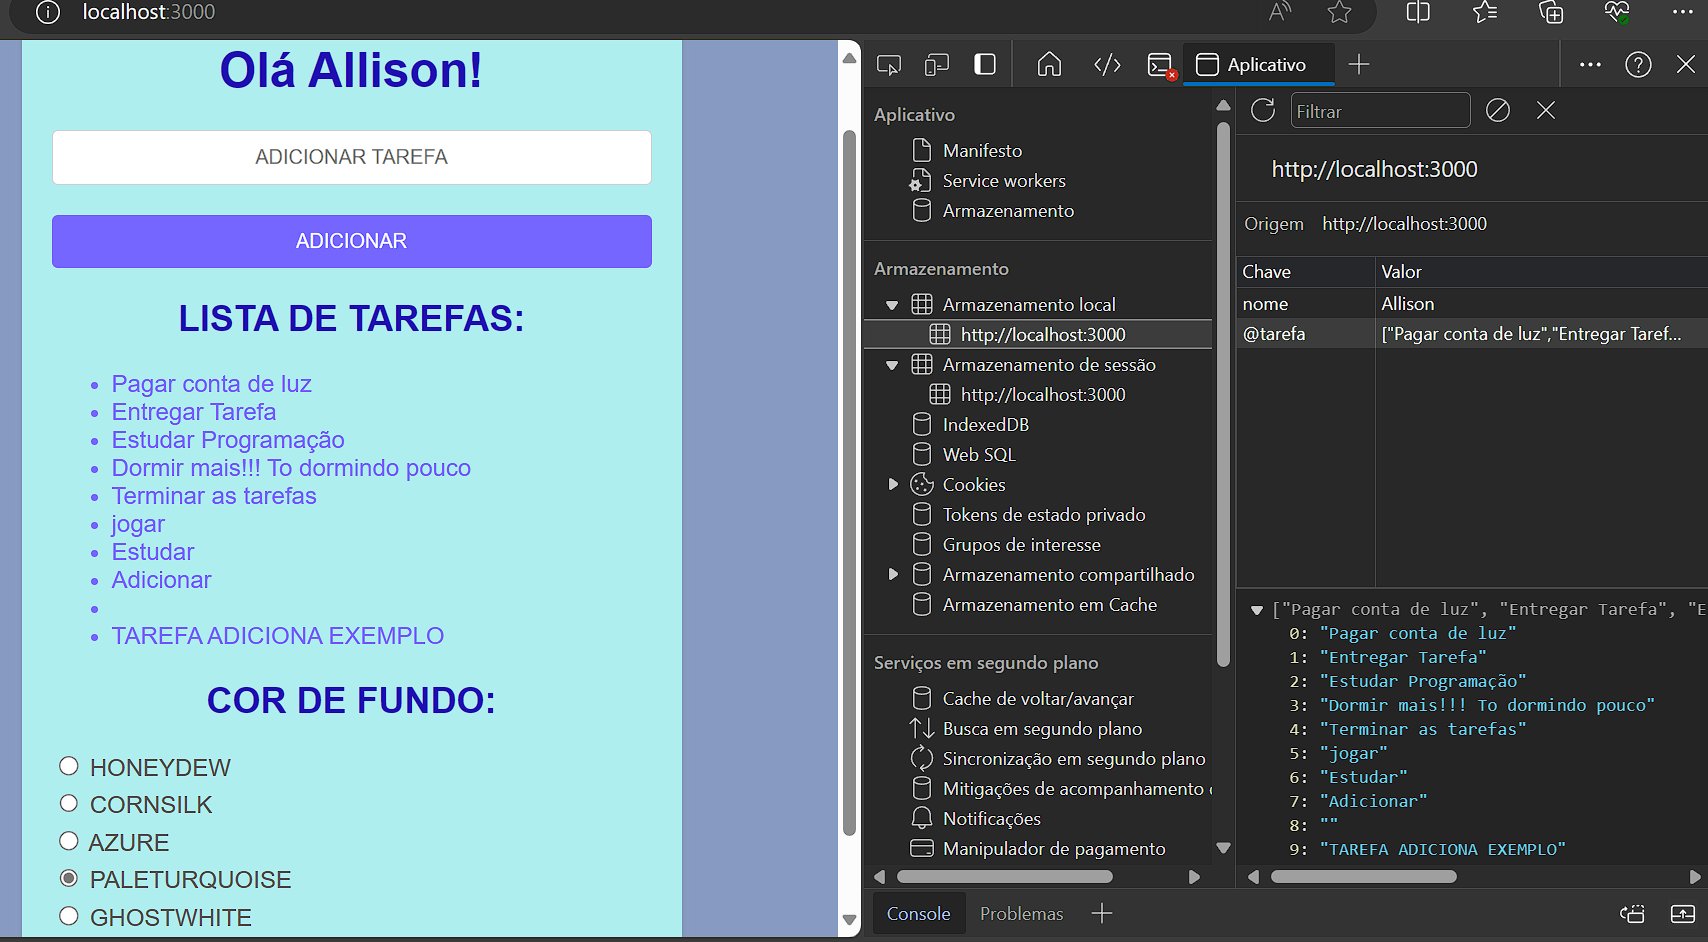 localhost:3000
Olá Allison!
ADICIONAR TAREFA
ADICIONAR
LISTA DE TAREFAS:
Pagar conta de luz
Entregar Tarefa
Estudar Programação
Dormir mais!!! To dormindo pouco
Terminar as tarefas
jogar
Estudar
Adicionar
TAREFA ADICIONA EXEMPLO
COR DE FUNDO:
HONEYDEW
CORNSILK
AZURE
PALETURQUOISE
GHOSTWHITE
Aplicativo
Aplicativo
Manifesto
Service workers
Armazenamento
Armazenamento
Armazenamento local
http://localhost:3000
Armazenamento de sessão
http://localhost:3000
IndexedDB
Web SQL
Cookies
Tokens de estado privado
Grupos de interesse
Armazenamento compartilhado
Armazenamento em Cache
Serviços em segundo plano
Cache de voltar/avançar
Busca em segundo plano
Sincronização em segundo plano
Mitigações de acompanhamento
Notificações
Manipulador de pagamento
Filtrar
http://localhost:3000
Origem http://localhost:3000
Chave Valor
nome Allison
@tarefa ["Pagar conta de luz","Entregar Taref...
["Pagar conta de luz", "Entregar Tarefa", "E
0: "Pagar conta de luz"
1: "Entregar Tarefa"
2: "Estudar Programação"
3: "Dormir mais!!! To dormindo pouco"
4: "Terminar as tarefas"
5: "jogar"
6: "Estudar"
7: "Adicionar"
8: ""
9: "TAREFA ADICIONA EXEMPLO"
Console Problemas